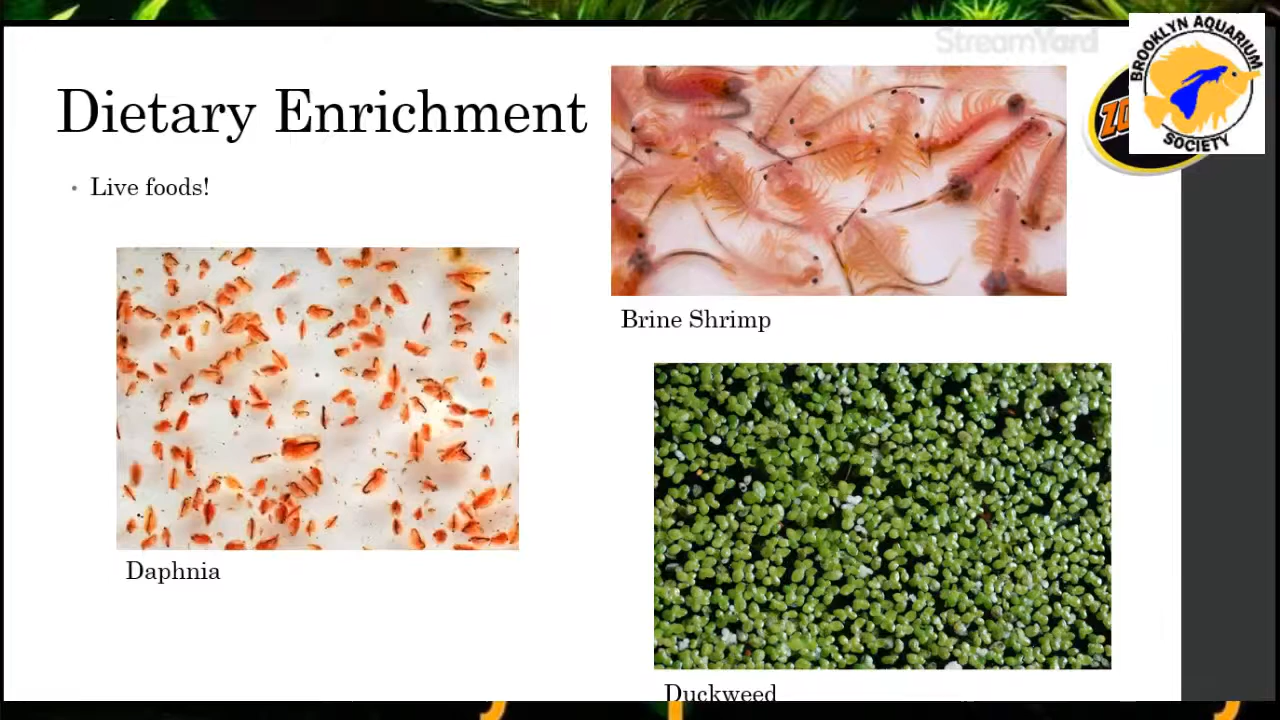 StreamYard
BROOKLYN AQUARIUM
SOCIETY
Dietary Enrichment
• Live foods!
Brine Shrimp
Daphnia
Duckweed